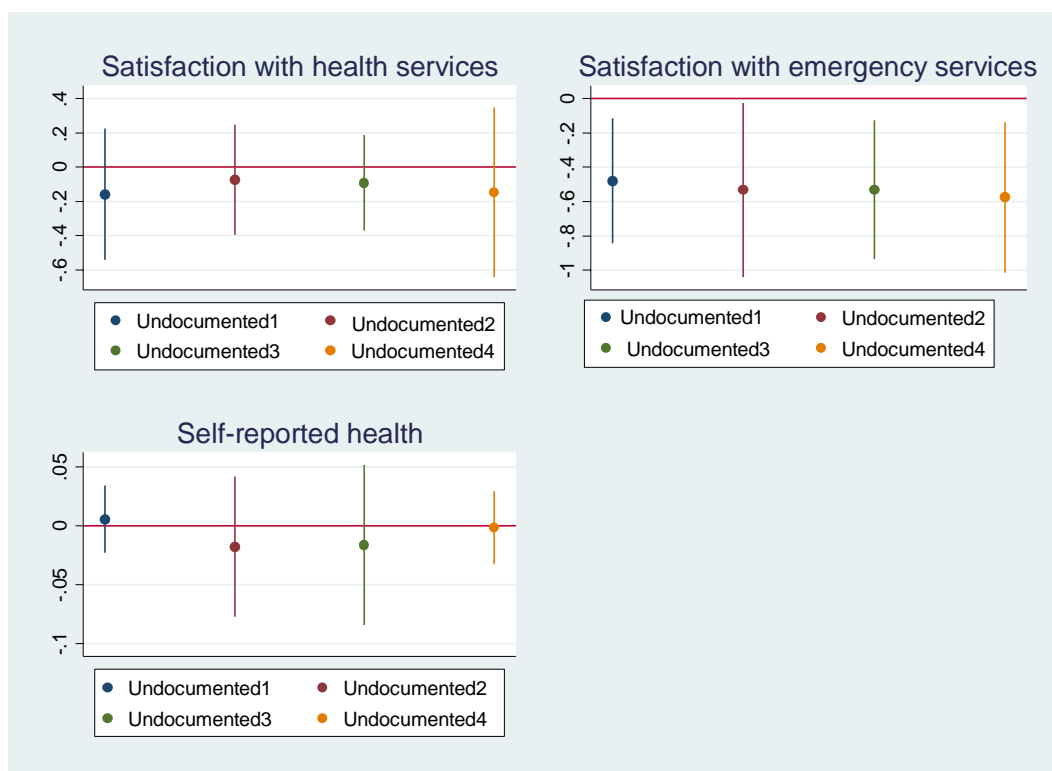 Satisfaction with health services
.4
.2
0
-.2
-.4
-.6
Undocumented1
Undocumented2
Undocumented3
Undocumented4
Satisfaction with emergency services
0
-.2
-.4
-.6
-.8
-1
Undocumented1
Undocumented2
Undocumented3
Undocumented4
Self-reported health
.05
0
-.05
-.1
Undocumented1
Undocumented2
Undocumented3
Undocumented4